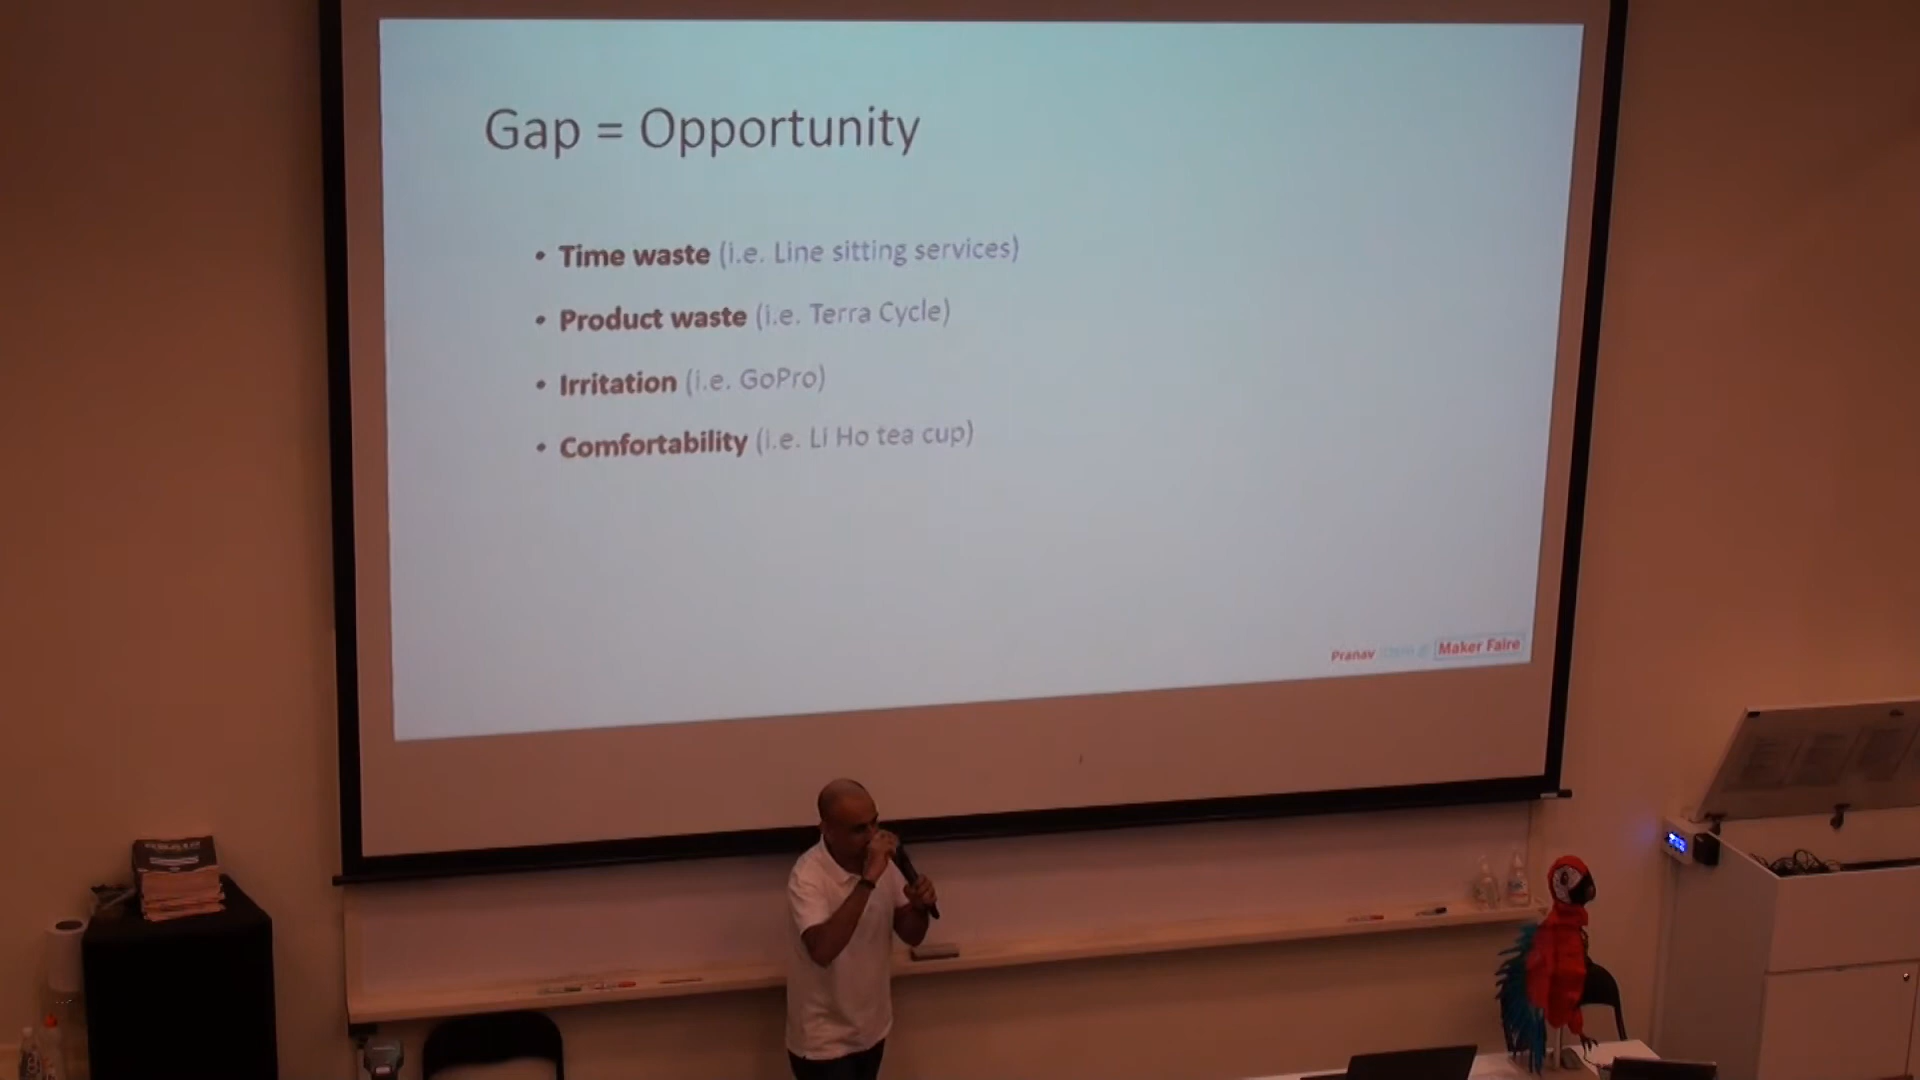 Gap = Opportunity
• Time waste (i.e. Line sitting services)
• Product waste (i.e. Terra Cycle)
• Irritation (i.e. GoPro)
• Comfortability (i.e. Li Ho tea cup)
Pranav @ Maker Faire